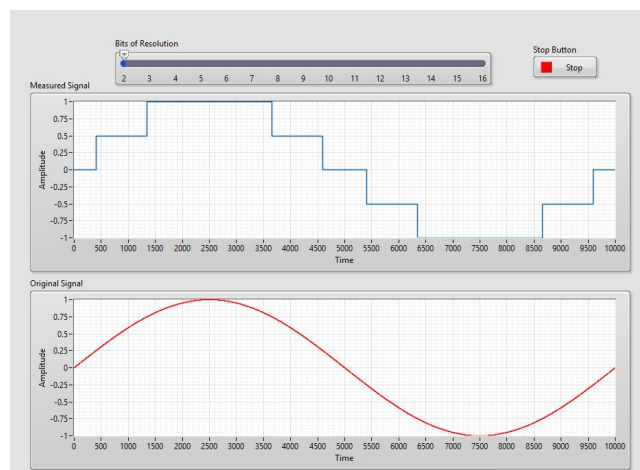 Bits of Resolution
2 3 4 5 6 7 8 9 10 11 12 13 14 15 16
Stop Button
Stop
Measured Signal
Amplitude
1
0.75
0.5
0.25
0
-0.25
-0.5
-0.75
-1
0 500 1000 1500 2000 2500 3000 3500 4000 4500 5000 5500 6000 6500 7000 7500 8000 8500 9000 9500 10000
Time
Original Signal
Amplitude
1
0.75
0.5
0.25
0
-0.25
-0.5
-0.75
-1
0 500 1000 1500 2000 2500 3000 3500 4000 4500 5000 5500 6000 6500 7000 7500 8000 8500 9000 9500 10000
Time